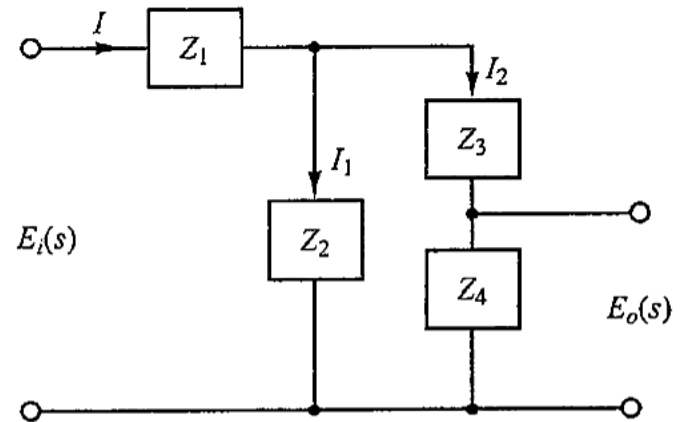 I
Z₁
I₂
Z₃
I₁
Eᵢ(s)
Z₂
Z₄
Eₒ(s)